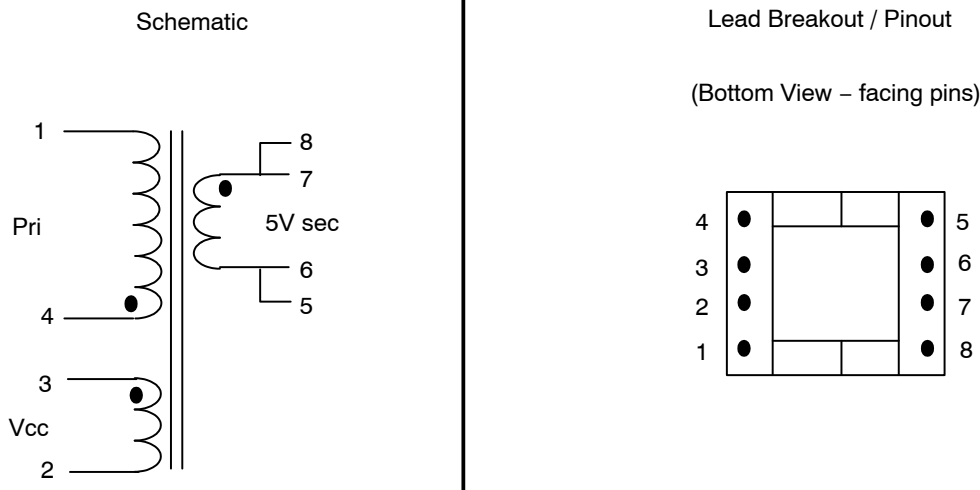 Schematic
1
Pri
4
3
Vcc
2
8
7
5V sec
6
5
Lead Breakout / Pinout
(Bottom View – facing pins)
4
3
2
1
5
6
7
8